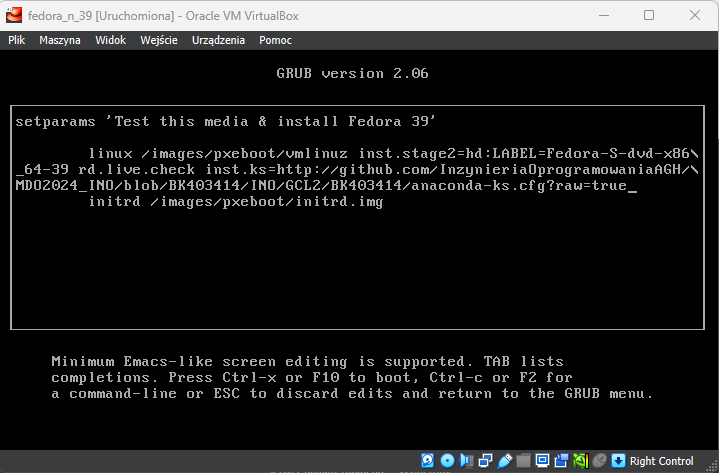 fedora_n_39 [Uruchomiona] - Oracle VM VirtualBox
Plik Maszyna Widok Wejście Urządzenia Pomoc
GRUB version 2.06
setparams 'Test this media & install Fedora 39'
linux /images/pxeboot/vmlinuz inst.stage2=hd:LABEL=Fedora-S-dvd-x86\
_64-39 rd.live.check inst.ks=http://github.com/InzynieriaOprogramowaniaAGH/\
MDO2024_INO/blob/BK403414/INO/GCL2/BK403414/anaconda-ks.cfg?raw=true_
initrd /images/pxeboot/initrd.img
Minimum Emacs-like screen editing is supported. TAB lists
completions. Press Ctrl-x or F10 to boot, Ctrl-c or F2 for
a command-line or ESC to discard edits and return to the GRUB menu.
Right Control